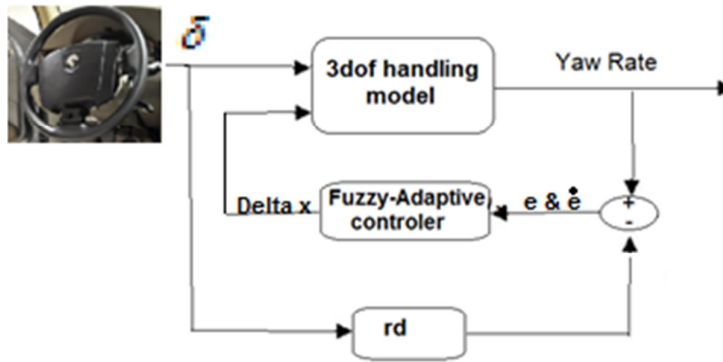 δ
3dof handling
model
Yaw Rate
Delta x
Fuzzy-Adaptive
controler
e & ė
+
-
rd